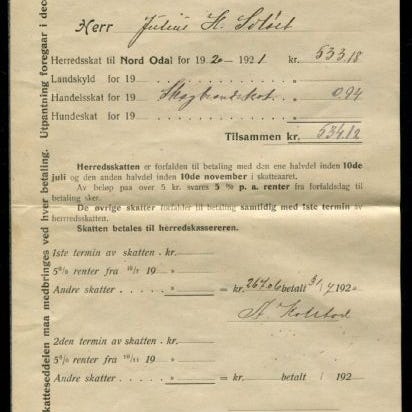 Herr Julius H. Solöst
Herredsskat til Nord Odal for 1920-1921 kr. 533,18
Landskyld for 19 " "
Handelsskat for 19 Skogbrandskat. " 0,94
Hundeskat for 19 "
Tilsammen kr. 534,12
Herredsskatten er forfalden til betaling med den ene halvdel inden 10de
juli og den anden halvdel inden 10de november i skatteaaret.
Av beløp paa over 5 kr. svares 5 % p. a. renter fra forfaldsdag til
betaling sker.
De øvrige skatter forfalder til betaling samtidig med 1ste termin av
herredsskatten.
Skatten betales til herredskassereren.
1ste termin av skatten kr.
5 % renter fra 10/7 19 "
Andre skatter " kr. 267,06 betalt 3/7 1920
A. Kolstad
2den termin av skatten kr.
5 % renter fra 10/11 19 "
Andre skatter " kr. betalt / 192
skatteseddelen maa medbringes ved hver betaling. Utpantning foregaar i dec